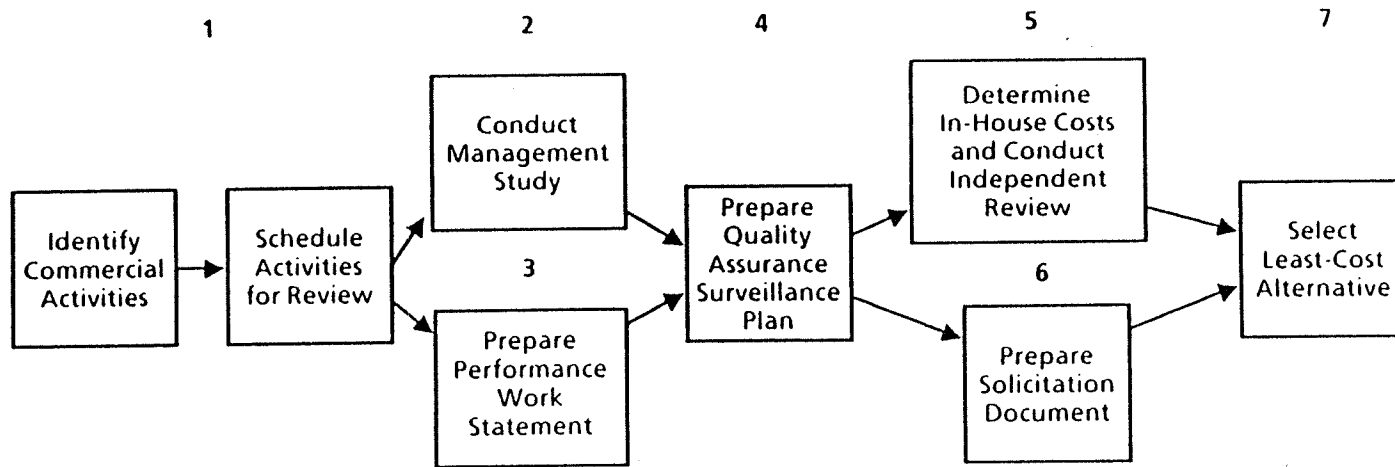 1
Identify
Commercial
Activities
Schedule
Activities
for Review
2
Conduct
Management
Study
3
Prepare
Performance
Work
Statement
4
Prepare
Quality
Assurance
Surveillance
Plan
5
Determine
In-House Costs
and Conduct
Independent
Review
6
Prepare
Solicitation
Document
7
Select
Least-Cost
Alternative